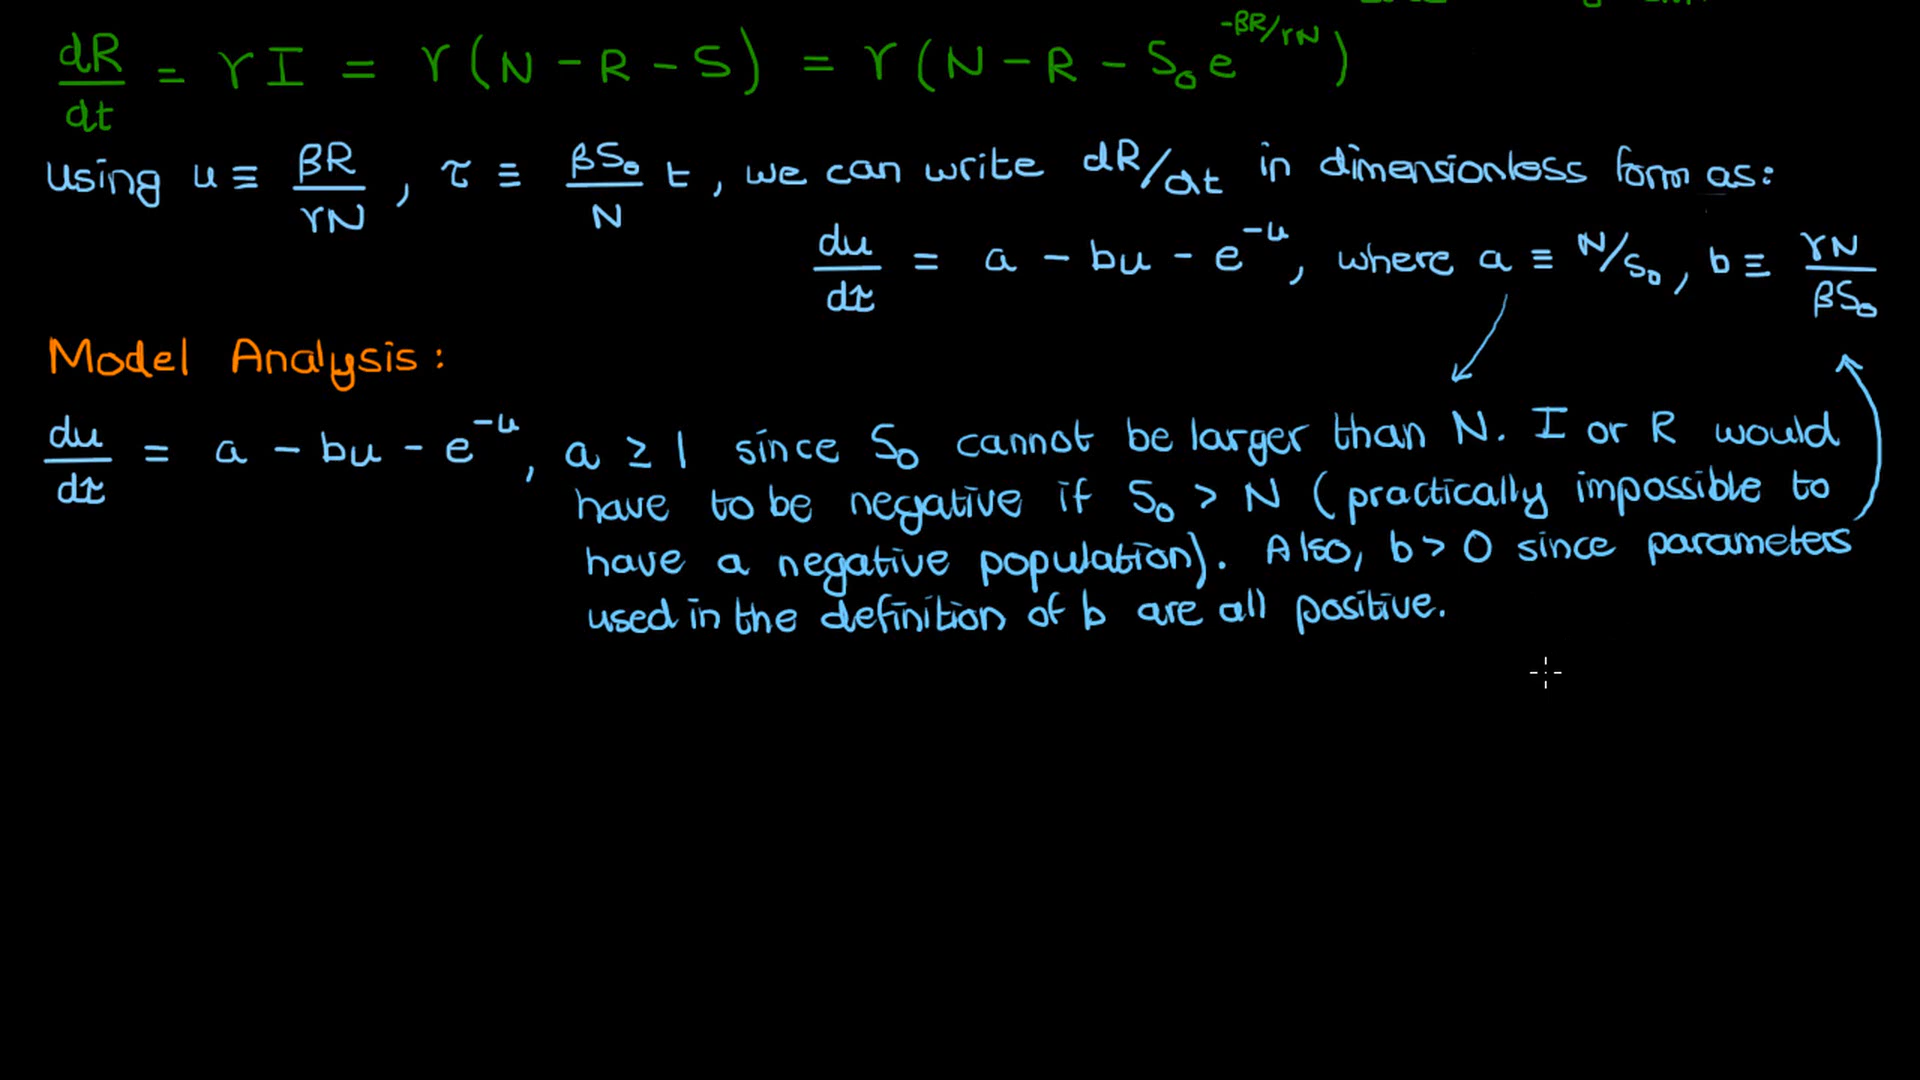 dR/dt = γI = γ(N - R - S) = γ(N - R - S₀e^(-βR/γN))
Using u ≡ βR/γN, τ ≡ βS₀/N t, we can write dR/dt in dimensionless form as:
du/dτ = a - bu - e^(-u), where a ≡ N/S₀, b ≡ γN/βS₀
Model Analysis:
du/dτ = a - bu - e^(-u), a ≥ 1 since S₀ cannot be larger than N. I or R would
have to be negative if S₀ > N (practically impossible to
have a negative population). Also, b > 0 since parameters
used in the definition of b are all positive.